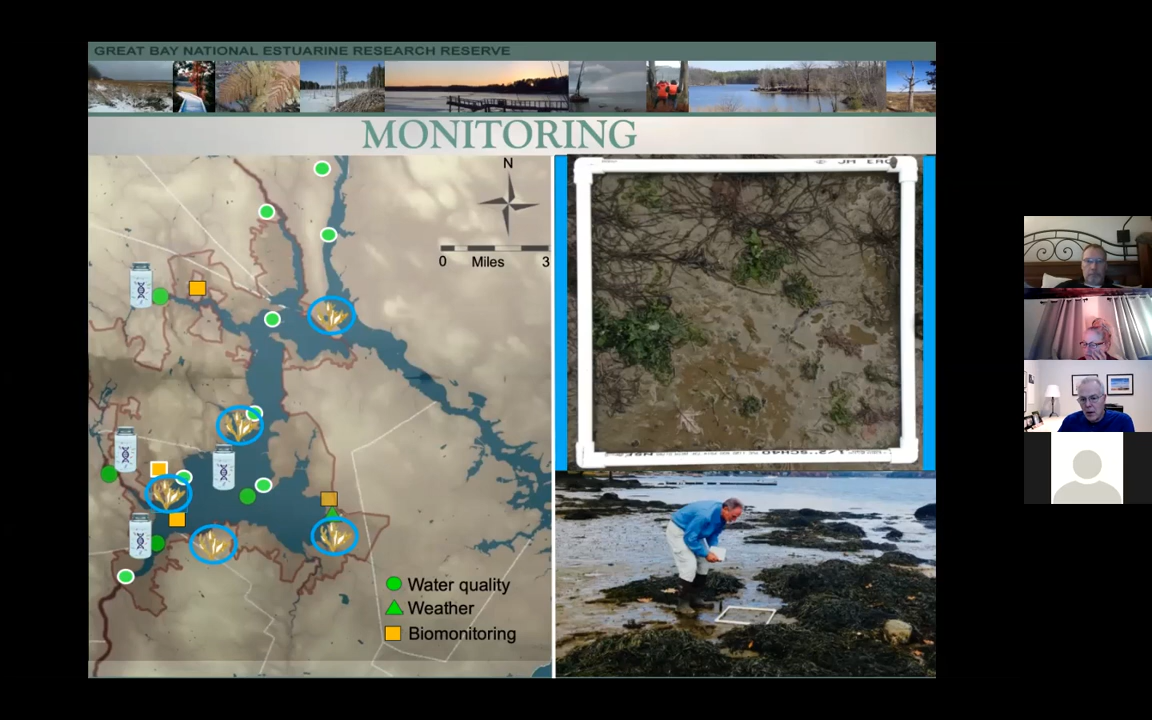 GREAT BAY NATIONAL ESTUARINE RESEARCH RESERVE
MONITORING
N
0 Miles 3
Water quality
Weather
Biomonitoring